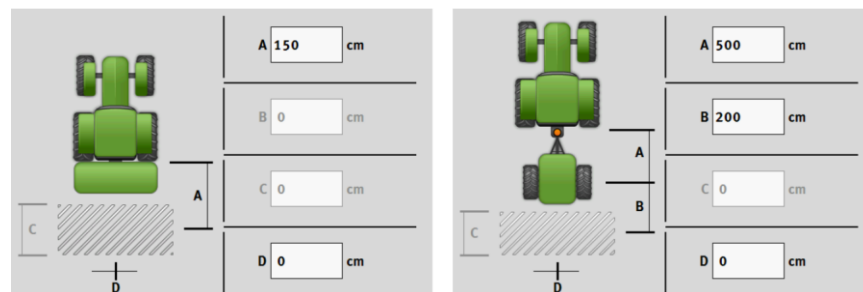 A 150 cm
B 0 cm
A
C 0 cm
C
D 0 cm
D
A 500 cm
B 200 cm
A
C 0 cm
B
C
D 0 cm
D